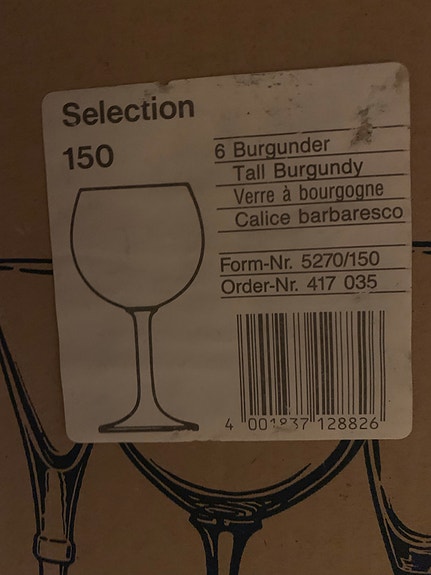 Selection
150
6 Burgunder
Tall Burgundy
Verre à bourgogne
Calice barbaresco
Form-Nr. 5270/150
Order-Nr. 417 035
4 001937 128826